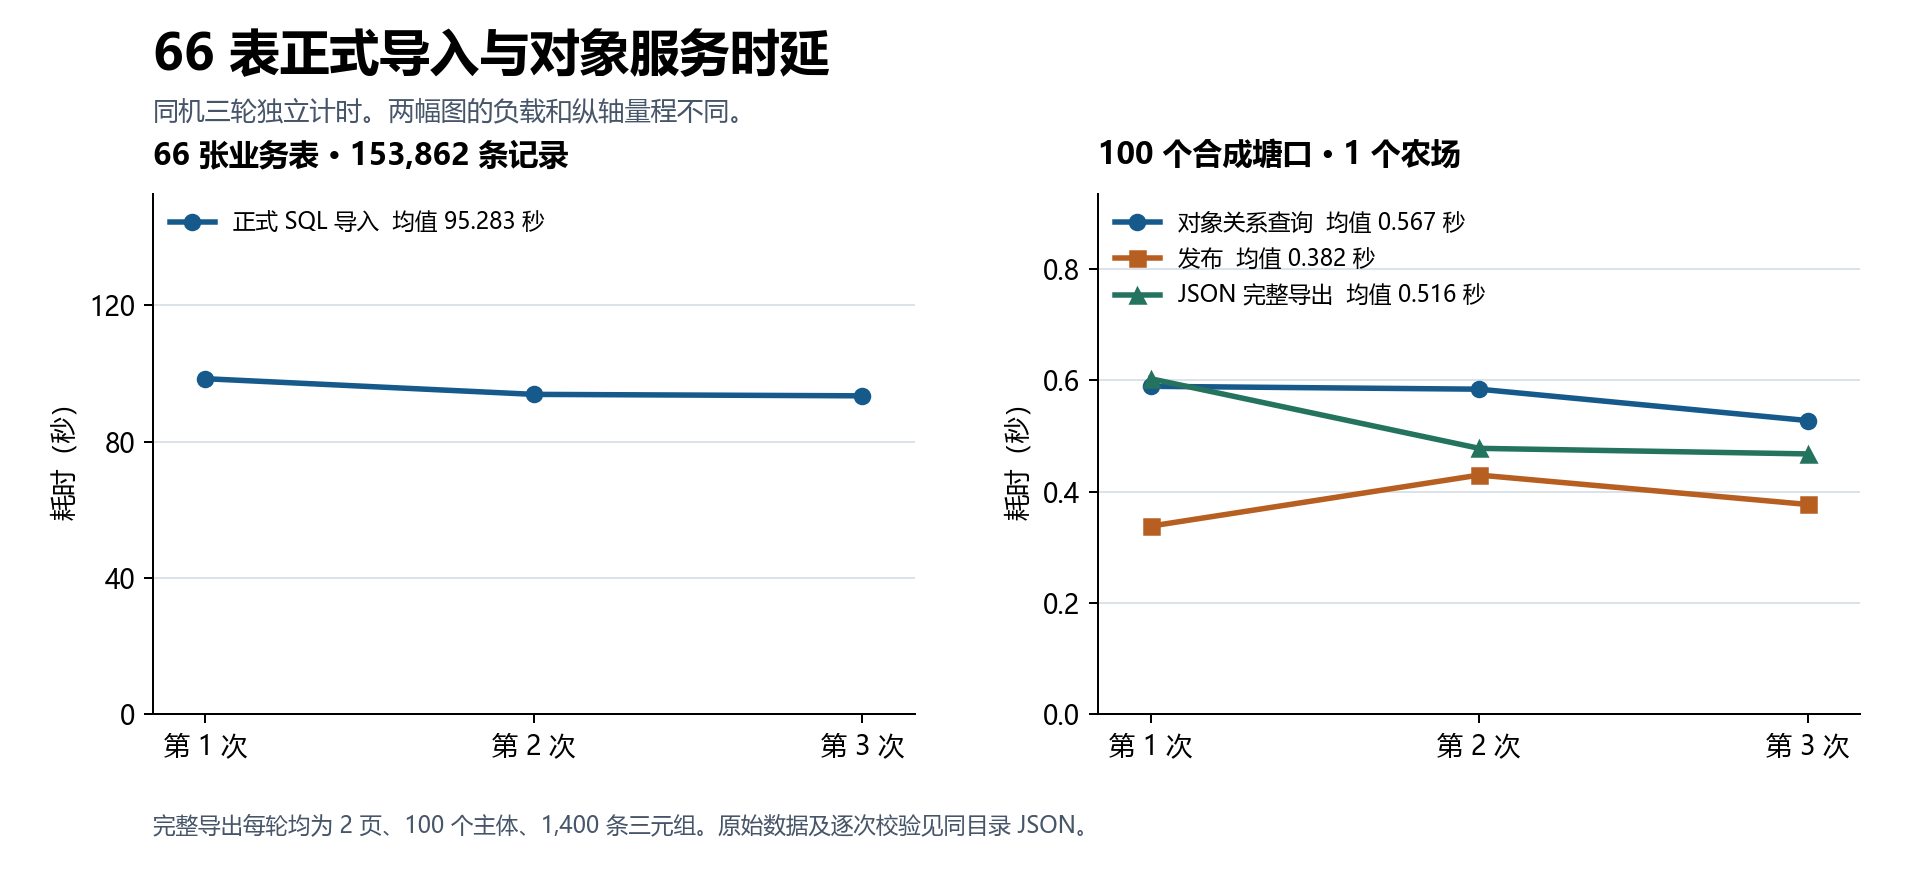 66 表正式导入与对象服务时延
同机三轮独立计时。两幅图的负载和纵轴量程不同。
66 张业务表 • 153,862 条记录
正式 SQL 导入 均值 95.283 秒
120
80
40
0
耗时（秒）
第 1 次
第 2 次
第 3 次
100 个合成塘口 • 1 个农场
对象关系查询 均值 0.567 秒
发布 均值 0.382 秒
JSON 完整导出 均值 0.516 秒
0.8
0.6
0.4
0.2
0.0
耗时（秒）
第 1 次
第 2 次
第 3 次
完整导出每轮均为 2 页、100 个主体、1,400 条三元组。原始数据及逐次校验见同目录 JSON。